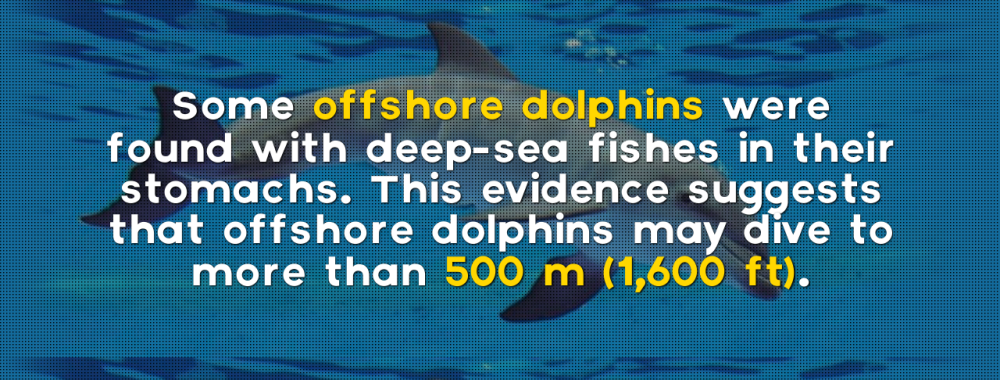 Some offshore dolphins were
found with deep-sea fishes in their
stomachs. This evidence suggests
that offshore dolphins may dive to
more than 500 m (1,600 ft).